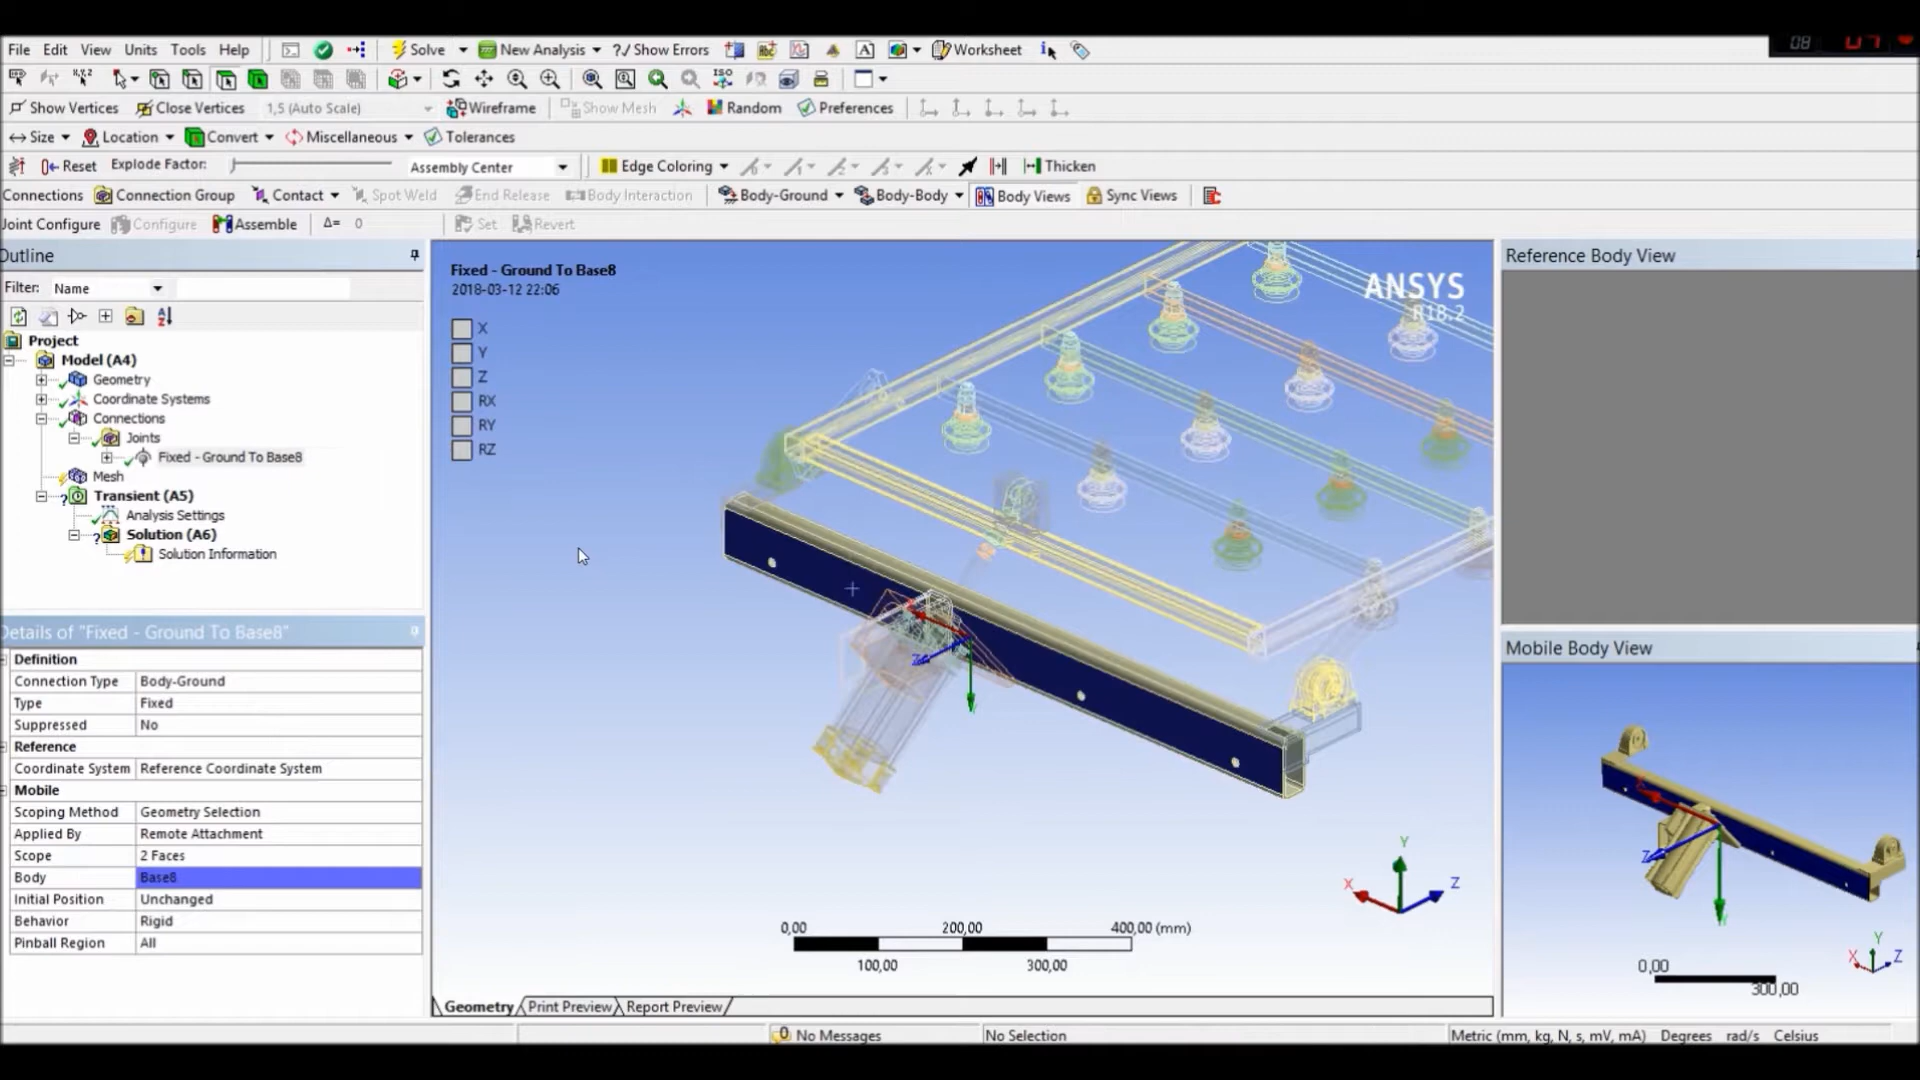 File Edit View Units Tools Help Solve New Analysis ?/ Show Errors A Worksheet
ISO
Show Vertices Close Vertices 1,5 (Auto Scale) Wireframe Show Mesh Random Preferences
Size Location Convert Miscellaneous Tolerances
Reset Explode Factor: Assembly Center Edge Coloring Thicken
Connections Connection Group Contact Spot Weld End Release Body Interaction Body-Ground Body-Body Body Views Sync Views
Joint Configure Configure Assemble Δ= 0 Set Revert
Outline
Filter: Name
Project
Model (A4)
Geometry
Coordinate Systems
Connections
Joints
Fixed - Ground To Base8
Mesh
Transient (A5)
Analysis Settings
Solution (A6)
Solution Information
Details of "Fixed - Ground To Base8"
Definition
Connection Type Body-Ground
Type Fixed
Suppressed No
Reference
Coordinate System Reference Coordinate System
Mobile
Scoping Method Geometry Selection
Applied By Remote Attachment
Scope 2 Faces
Body Base8
Initial Position Unchanged
Behavior Rigid
Pinball Region All
Fixed - Ground To Base8
2018-03-12 22:06
X
Y
Z
RX
RY
RZ
ANSYS
R18.2
Z
Y
X Z
0,00 200,00 400,00 (mm)
100,00 300,00
Geometry Print Preview Report Preview
Reference Body View
Mobile Body View
Z
Y
X Z
0,00
300,00
0 No Messages No Selection Metric (mm, kg, N, s, mV, mA) Degrees rad/s Celsius